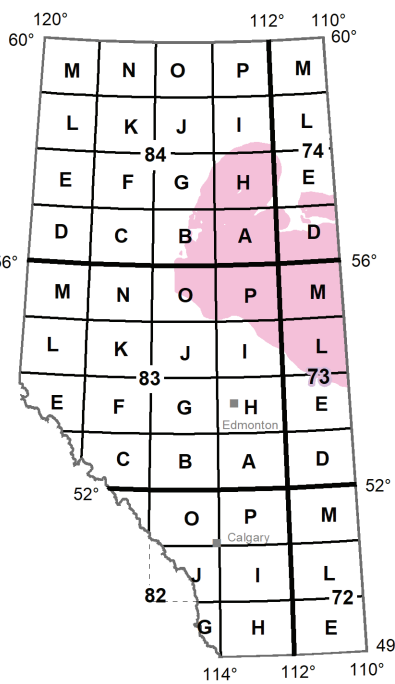 120° 112° 110°
60° 60°
M N O P M
L K J I L
84 74
E F G H E
D C B A D
56° 56°
M N O P M
L K J I L
83 73
E F G H E
Edmonton
C B A D
52° 52°
O P M
Calgary
J I L
82 72
G H E
49
114° 112° 110°